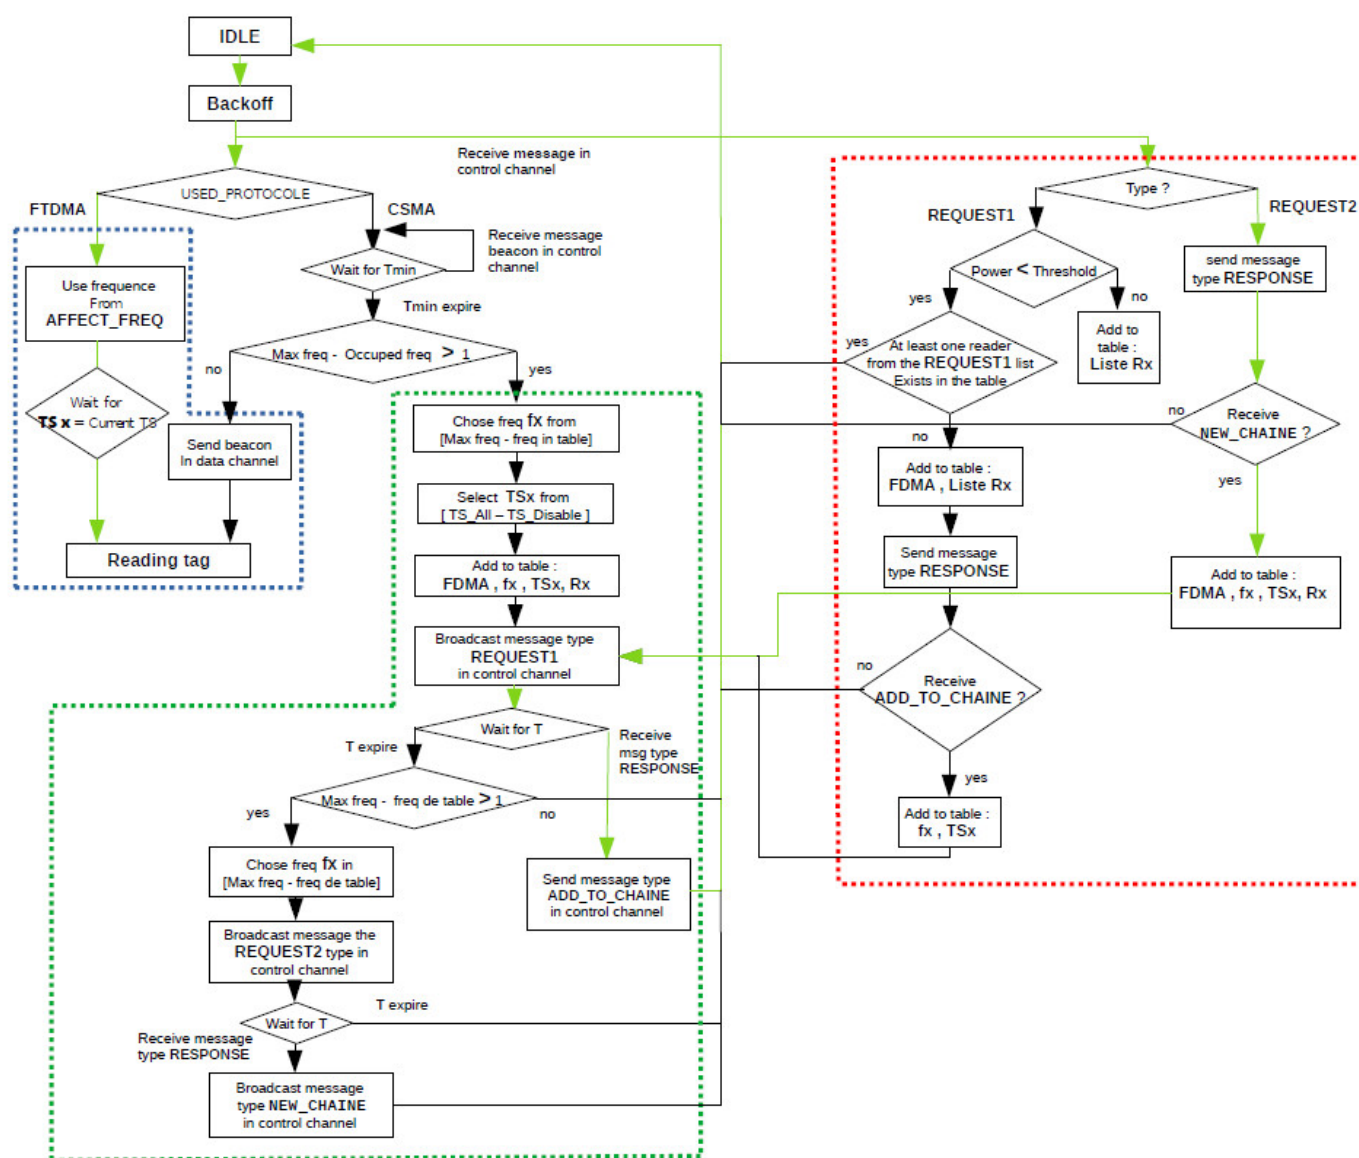 IDLE
Backoff
Receive message in
control channel
USED_PROTOCOLE
FTDMA
CSMA
Receive message
beacon in control
channel
Wait for Tmin
Use frequence
From
AFFECT_FREQ
Tmin expire
Max freq - Occuped freq > 1
no
yes
Wait for
TS x = Current TS
Send beacon
In data channel
Reading tag
Chose freq fx from
[Max freq - freq in table]
Select TSx from
[ TS_All – TS_Disable ]
Add to table :
FDMA , fx , TSx, Rx
Broadcast message type
REQUEST1
in control channel
Wait for T
T expire
Receive
msg type
RESPONSE
Max freq - freq de table > 1
yes
no
Chose freq fx in
[Max freq - freq de table]
Send message type
ADD_TO_CHAINE
in control channel
Broadcast message the
REQUEST2 type in
control channel
Wait for T
T expire
Receive message
type RESPONSE
Broadcast message
type NEW_CHAINE
in control channel
Type ?
REQUEST1
REQUEST2
Power < Threshold
send message
type RESPONSE
yes
no
Add to
table :
Liste Rx
yes
At least one reader
from the REQUEST1 list
Exists in the table
no
Receive
NEW_CHAINE ?
no
yes
Add to table :
FDMA , Liste Rx
Send message
type RESPONSE
Add to table :
FDMA , fx , TSx, Rx
no
Receive
ADD_TO_CHAINE ?
yes
Add to table :
fx , TSx